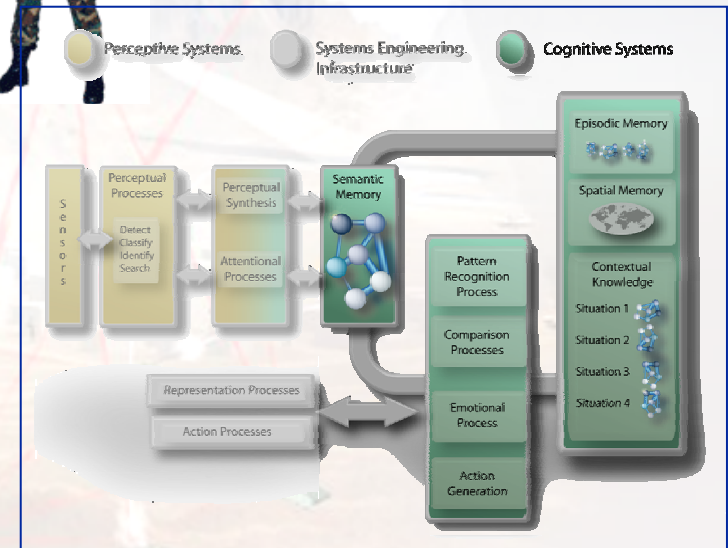 Perceptive Systems
Systems Engineering
Infrastructure
Cognitive Systems
Sensors
Perceptual
Processes
Detect
Classify
Identify
Search
Perceptual
Synthesis
Attentional
Processes
Semantic
Memory
Pattern
Recognition
Process
Comparison
Processes
Emotional
Process
Action
Generation
Episodic Memory
Spatial Memory
Contextual
Knowledge
Situation 1
Situation 2
Situation 3
Situation 4
Representation Processes
Action Processes